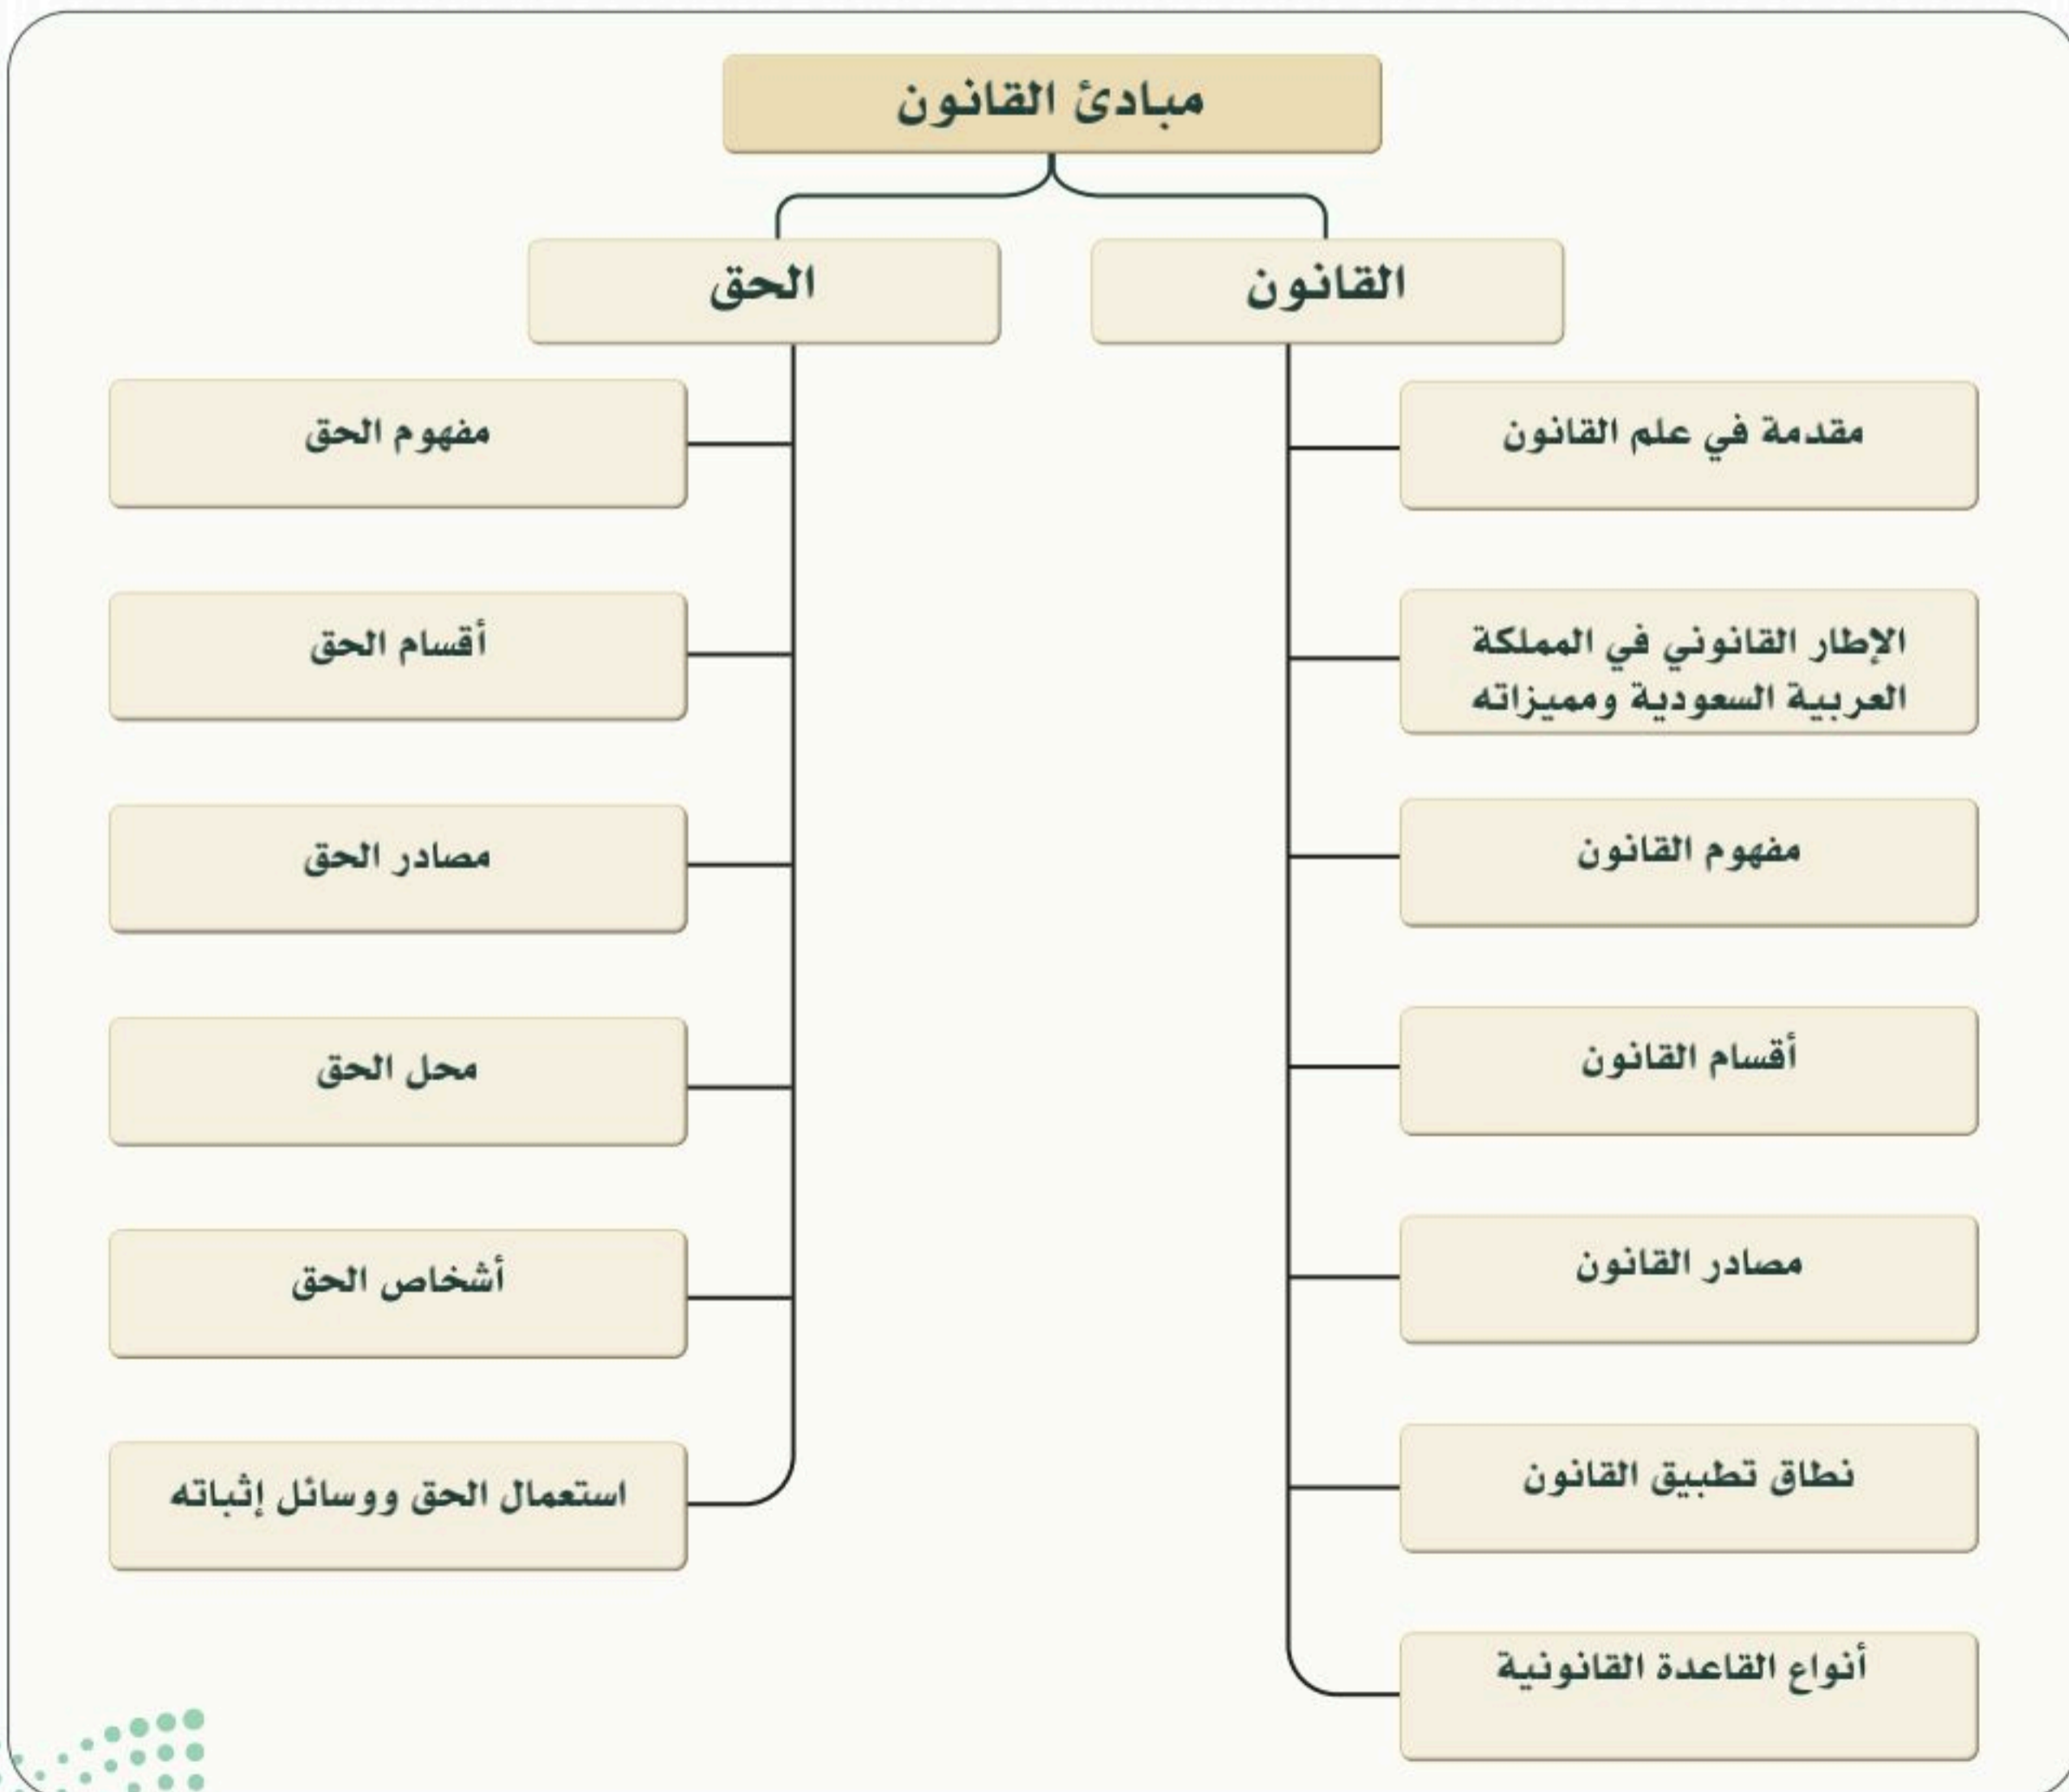 مبادئ القانون
القانون
مقدمة في علم القانون
الإطار القانوني في المملكة
العربية السعودية ومميزاته
مفهوم القانون
أقسام القانون
مصادر القانون
نطاق تطبيق القانون
أنواع القاعدة القانونية
الحق
مفهوم الحق
أقسام الحق
مصادر الحق
محل الحق
أشخاص الحق
استعمال الحق ووسائل إثباته